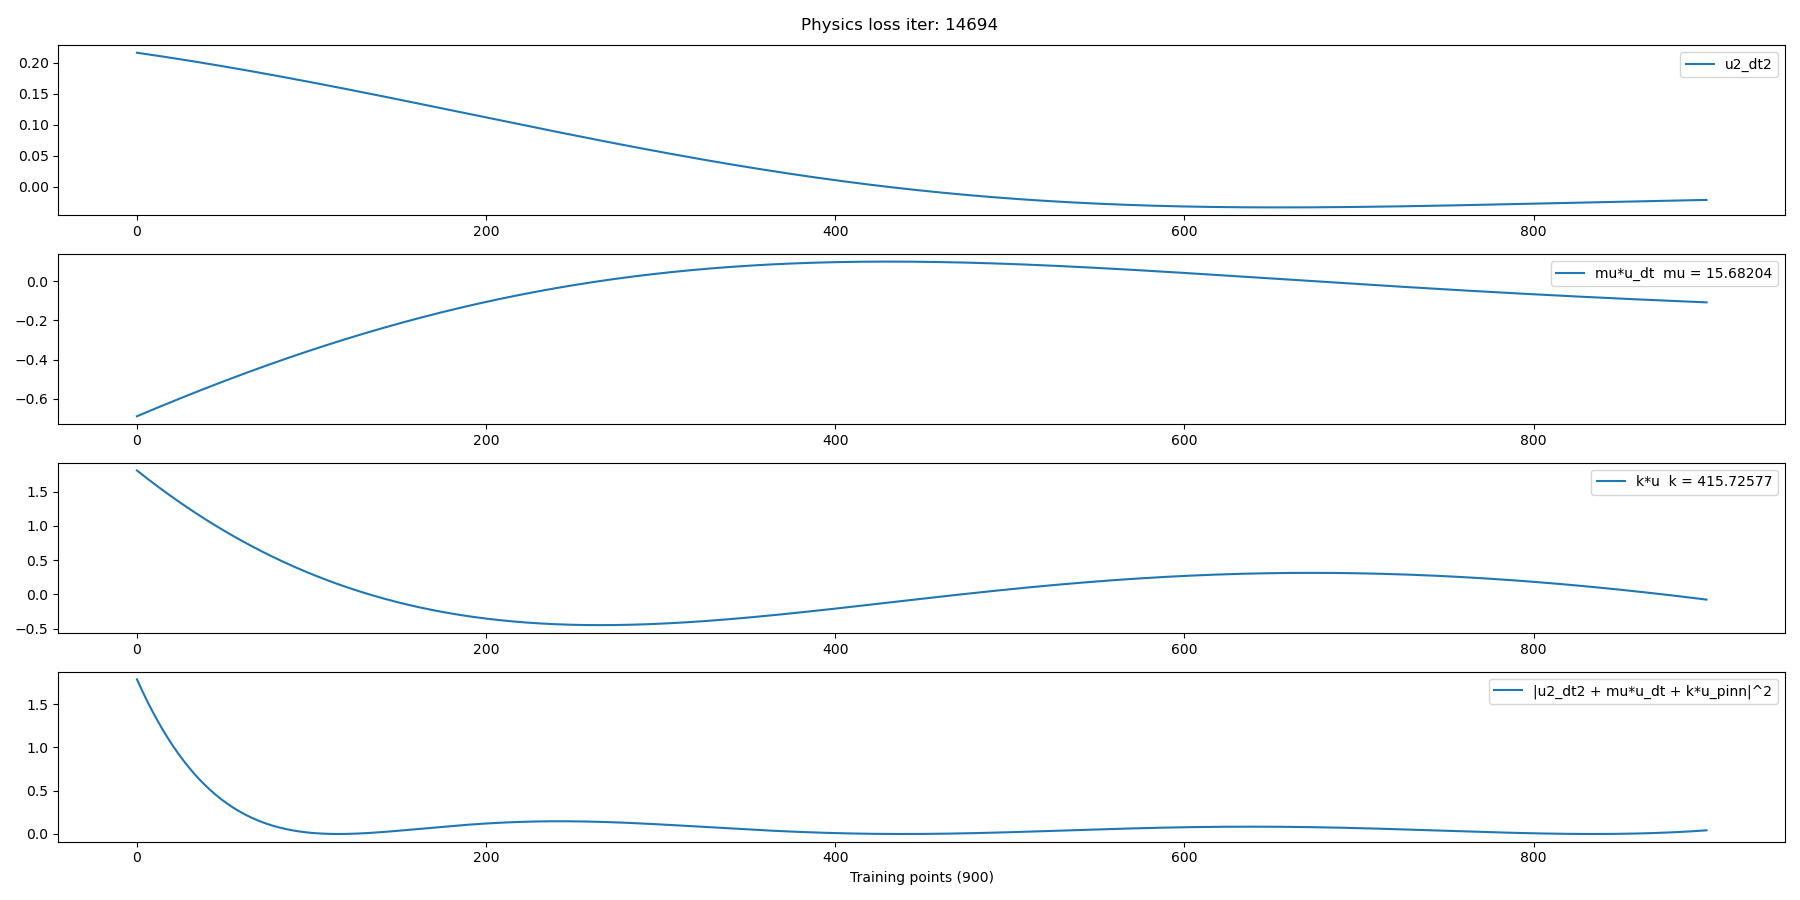 Physics loss iter: 14694
u2_dt2
0.20
0.15
0.10
0.05
0.00
0 200 400 600 800
mu*u_dt  mu = 15.68204
0.0
−0.2
−0.4
−0.6
0 200 400 600 800
k*u  k = 415.72577
1.5
1.0
0.5
0.0
−0.5
0 200 400 600 800
|u2_dt2 + mu*u_dt + k*u_pinn|^2
1.5
1.0
0.5
0.0
0 200 400 600 800
Training points (900)